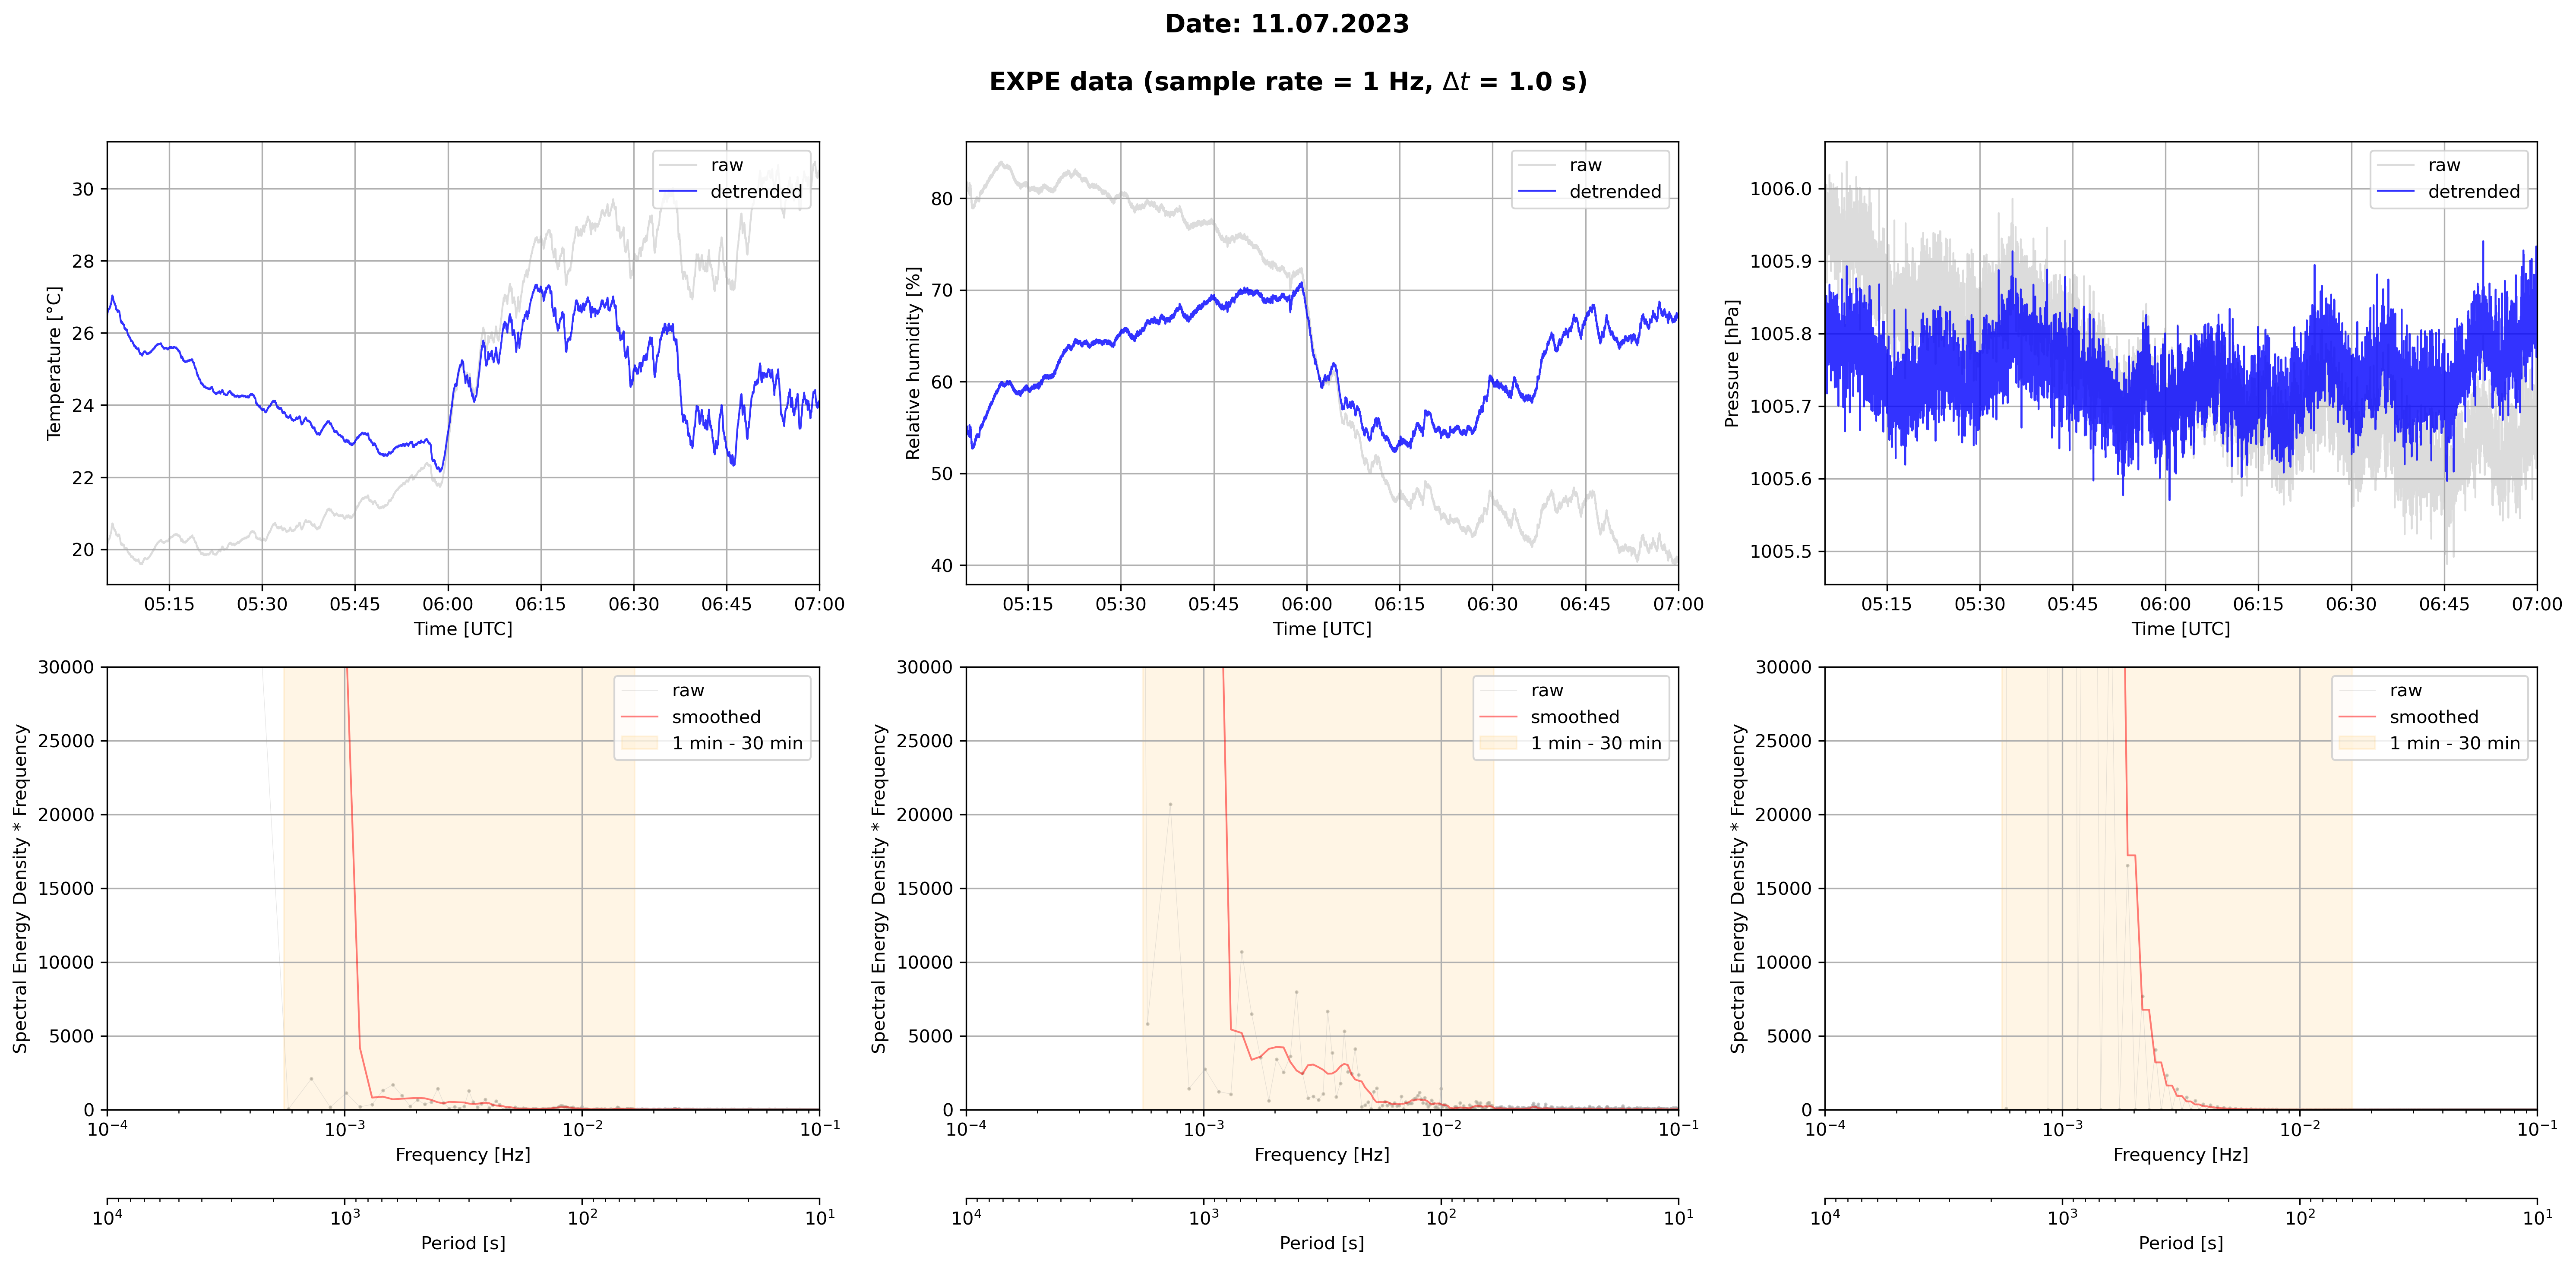 Date: 11.07.2023
EXPE data (sample rate = 1 Hz, Δt = 1.0 s)
raw
detrended
30
28
26
24
22
20
Temperature [°C]
05:15 05:30 05:45 06:00 06:15 06:30 06:45 07:00
Time [UTC]
raw
detrended
80
70
60
50
40
Relative humidity [%]
05:15 05:30 05:45 06:00 06:15 06:30 06:45 07:00
Time [UTC]
raw
detrended
1006.0
1005.9
1005.8
1005.7
1005.6
1005.5
Pressure [hPa]
05:15 05:30 05:45 06:00 06:15 06:30 06:45 07:00
Time [UTC]
raw
smoothed
1 min - 30 min
30000
25000
20000
15000
10000
5000
0
Spectral Energy Density * Frequency
10⁻⁴ 10⁻³ 10⁻² 10⁻¹
Frequency [Hz]
10⁴ 10³ 10² 10¹
Period [s]
raw
smoothed
1 min - 30 min
30000
25000
20000
15000
10000
5000
0
Spectral Energy Density * Frequency
10⁻⁴ 10⁻³ 10⁻² 10⁻¹
Frequency [Hz]
10⁴ 10³ 10² 10¹
Period [s]
raw
smoothed
1 min - 30 min
30000
25000
20000
15000
10000
5000
0
Spectral Energy Density * Frequency
10⁻⁴ 10⁻³ 10⁻² 10⁻¹
Frequency [Hz]
10⁴ 10³ 10² 10¹
Period [s]